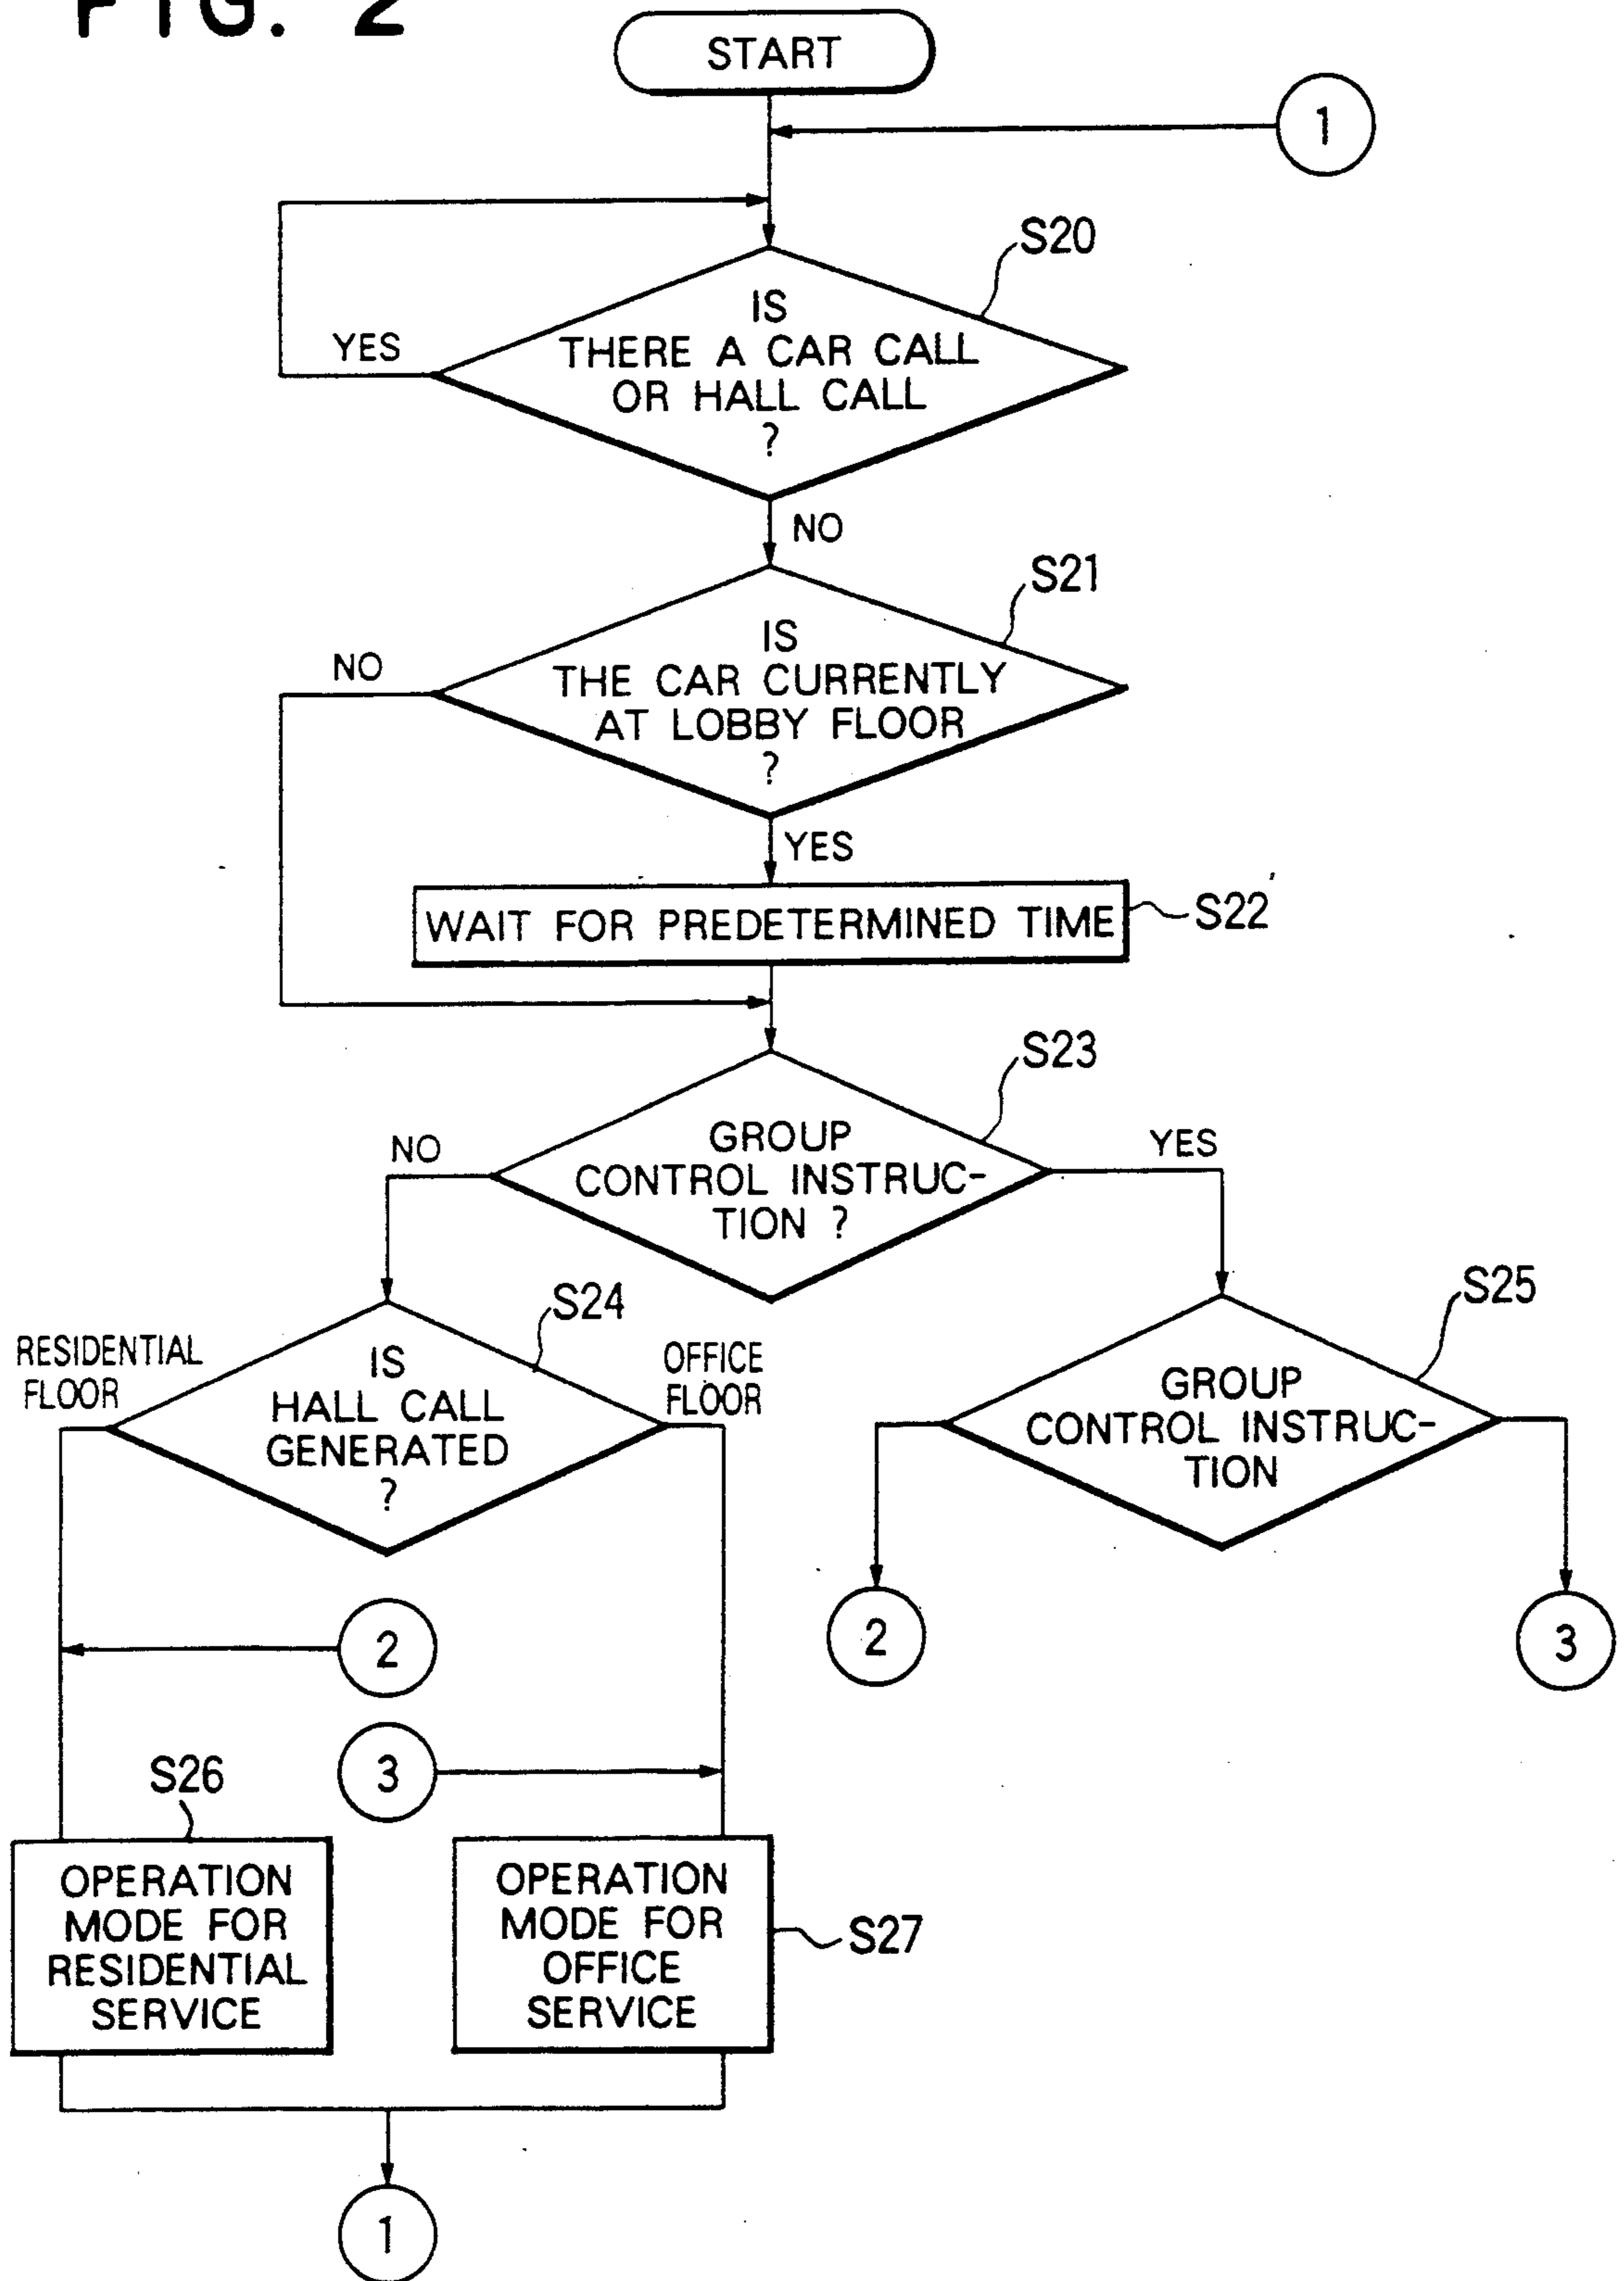 FIG. 2
START
1
S20
IS
THERE A CAR CALL
OR HALL CALL
?
YES
NO
S21
IS
THE CAR CURRENTLY
AT LOBBY FLOOR
?
NO
YES
WAIT FOR PREDETERMINED TIME
S22
S23
GROUP
CONTROL INSTRUC-
TION ?
NO
YES
S24
RESIDENTIAL
FLOOR
IS
HALL CALL
GENERATED
?
OFFICE
FLOOR
S25
GROUP
CONTROL INSTRUC-
TION
2
3
2
3
S26
OPERATION
MODE FOR
RESIDENTIAL
SERVICE
OPERATION
MODE FOR
OFFICE
SERVICE
S27
1